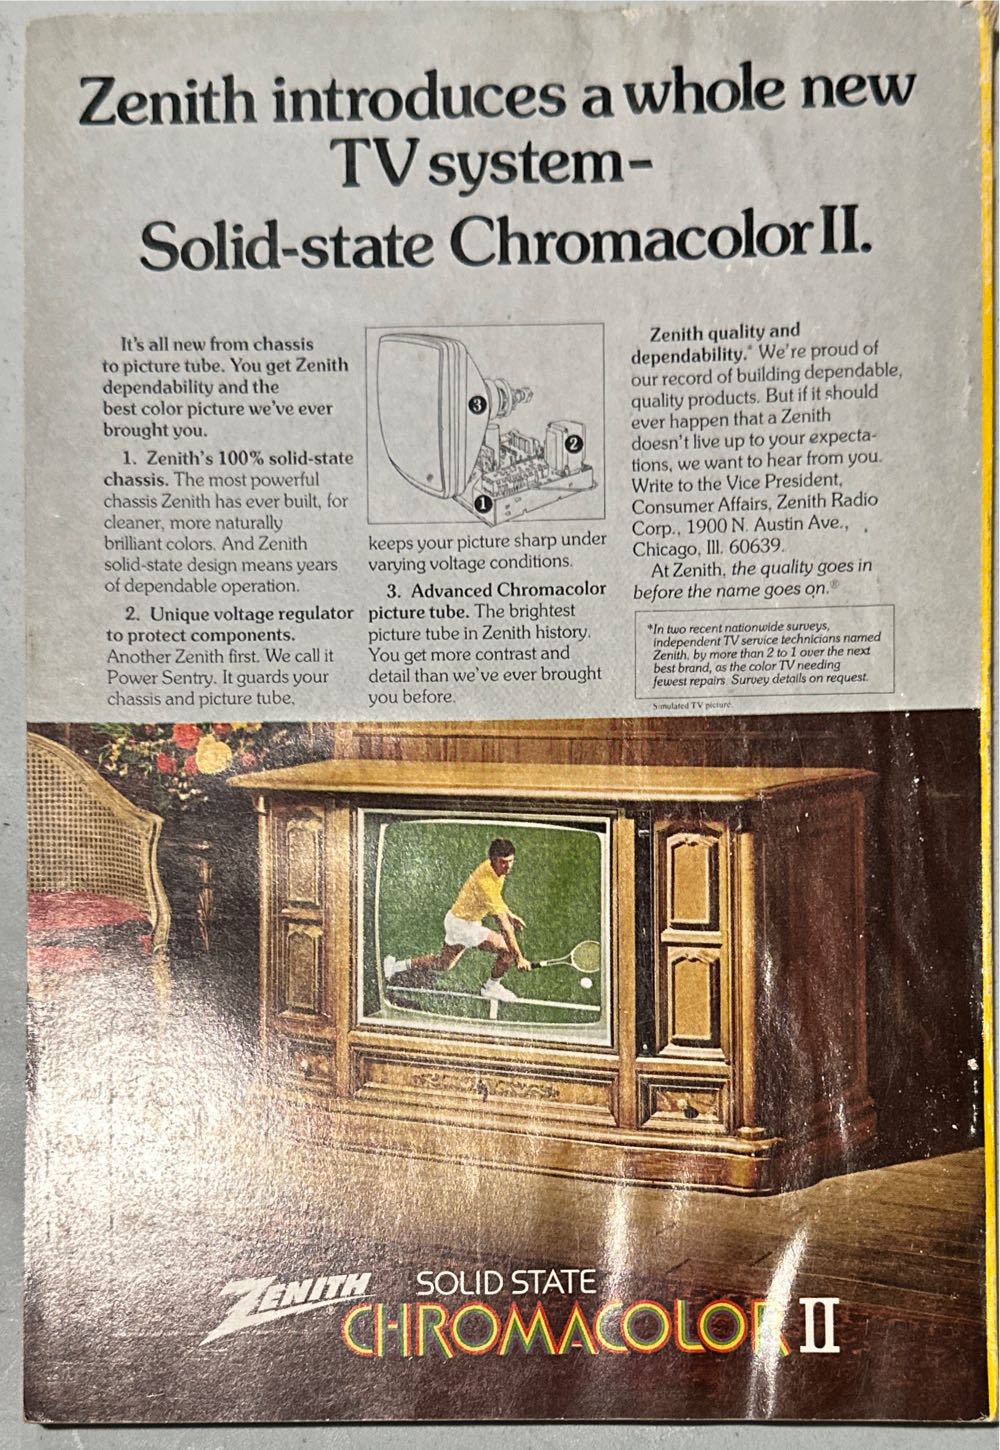 Zenith introduces a whole new
TV system–
Solid-state Chromacolor II.
It's all new from chassis
to picture tube. You get Zenith
dependability and the
best color picture we've ever
brought you.
1. Zenith's 100% solid-state
chassis. The most powerful
chassis Zenith has ever built, for
cleaner, more naturally
brilliant colors. And Zenith
solid-state design means years
of dependable operation.
2. Unique voltage regulator
to protect components.
Another Zenith first. We call it
Power Sentry. It guards your
chassis and picture tube,
3
2
1
keeps your picture sharp under
varying voltage conditions.
3. Advanced Chromacolor
picture tube. The brightest
picture tube in Zenith history.
You get more contrast and
detail than we've ever brought
you before.
Zenith quality and
dependability.* We're proud of
our record of building dependable,
quality products. But if it should
ever happen that a Zenith
doesn't live up to your expecta-
tions, we want to hear from you.
Write to the Vice President,
Consumer Affairs, Zenith Radio
Corp., 1900 N. Austin Ave.,
Chicago, Ill. 60639.
At Zenith, the quality goes in
before the name goes on.®
*In two recent nationwide surveys,
independent TV service technicians named
Zenith, by more than 2 to 1 over the next
best brand, as the color TV needing
fewest repairs. Survey details on request.
Simulated TV picture.
ZENITH
SOLID STATE
CHROMACOLOR II